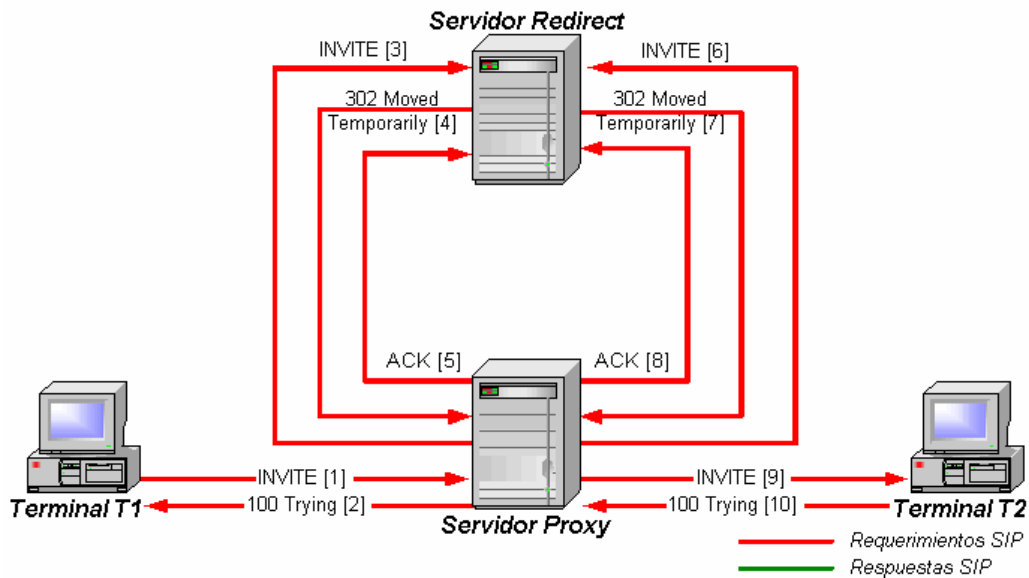 Servidor Redirect
INVITE [3]
INVITE [6]
302 Moved
Temporarily [4]
302 Moved
Temporarily [7]
ACK [5]
ACK [8]
INVITE [1]
INVITE [9]
Terminal T1
100 Trying [2]
100 Trying [10]
Terminal T2
Servidor Proxy
Requerimientos SIP
Respuestas SIP